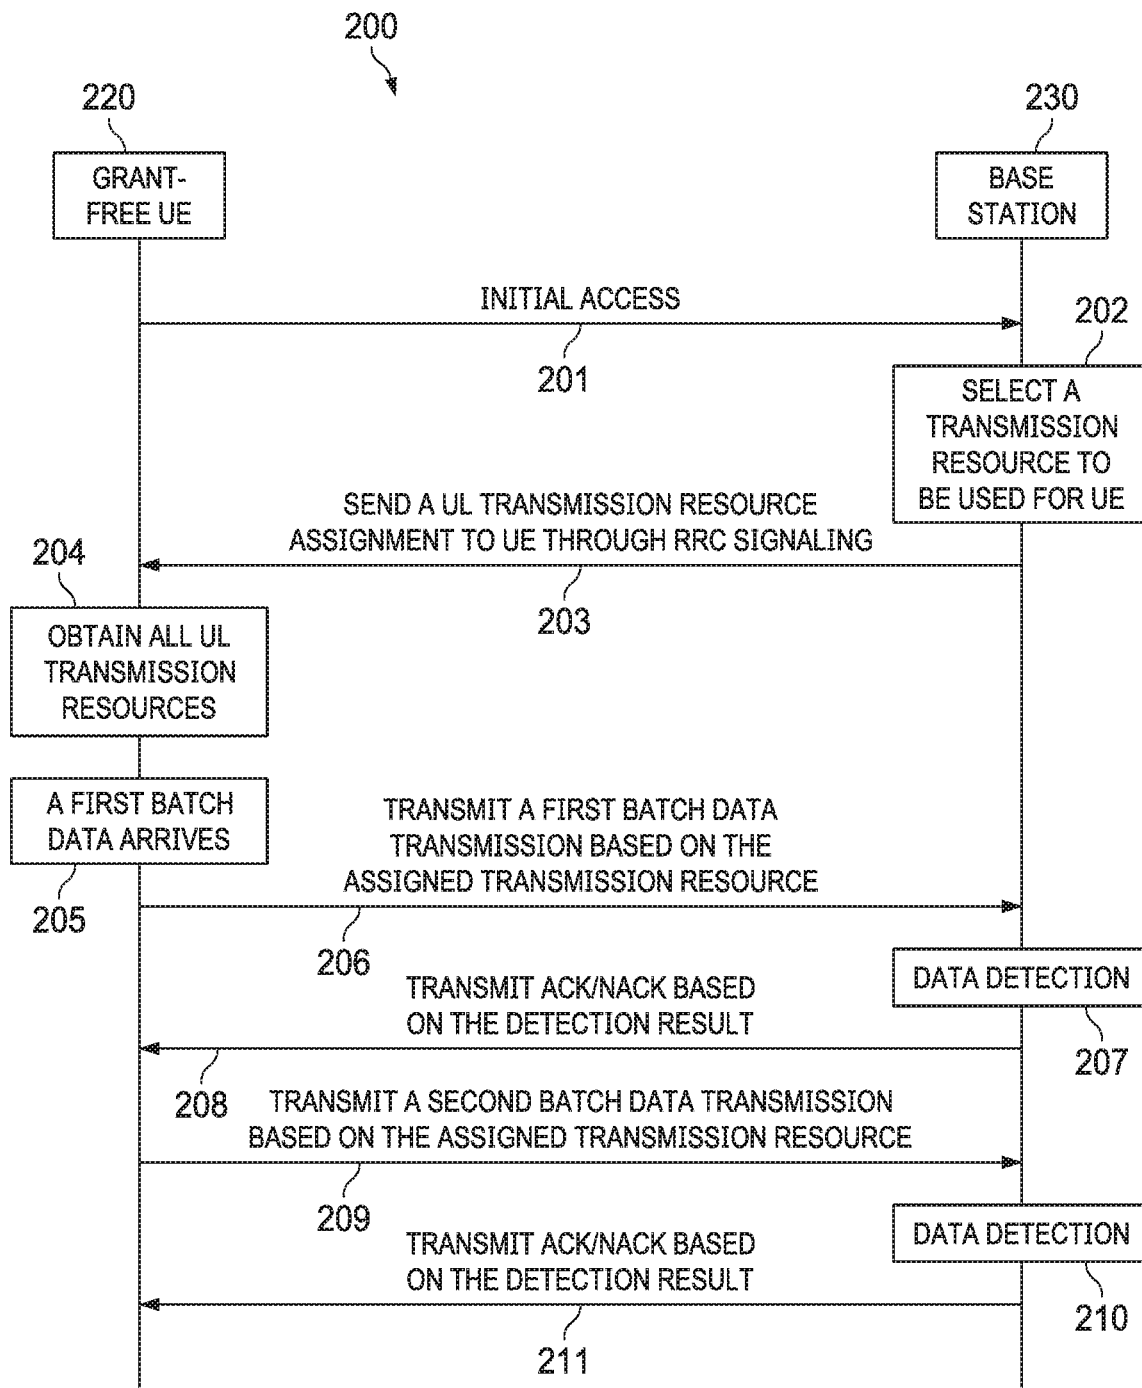 200
220
230
GRANT-
FREE UE
BASE
STATION
INITIAL ACCESS
201
202
SELECT A
TRANSMISSION
RESOURCE TO
BE USED FOR UE
SEND A UL TRANSMISSION RESOURCE
ASSIGNMENT TO UE THROUGH RRC SIGNALING
203
204
OBTAIN ALL UL
TRANSMISSION
RESOURCES
A FIRST BATCH
DATA ARRIVES
205
TRANSMIT A FIRST BATCH DATA
TRANSMISSION BASED ON THE
ASSIGNED TRANSMISSION RESOURCE
206
DATA DETECTION
207
TRANSMIT ACK/NACK BASED
ON THE DETECTION RESULT
208
TRANSMIT A SECOND BATCH DATA TRANSMISSION
BASED ON THE ASSIGNED TRANSMISSION RESOURCE
209
DATA DETECTION
210
TRANSMIT ACK/NACK BASED
ON THE DETECTION RESULT
211